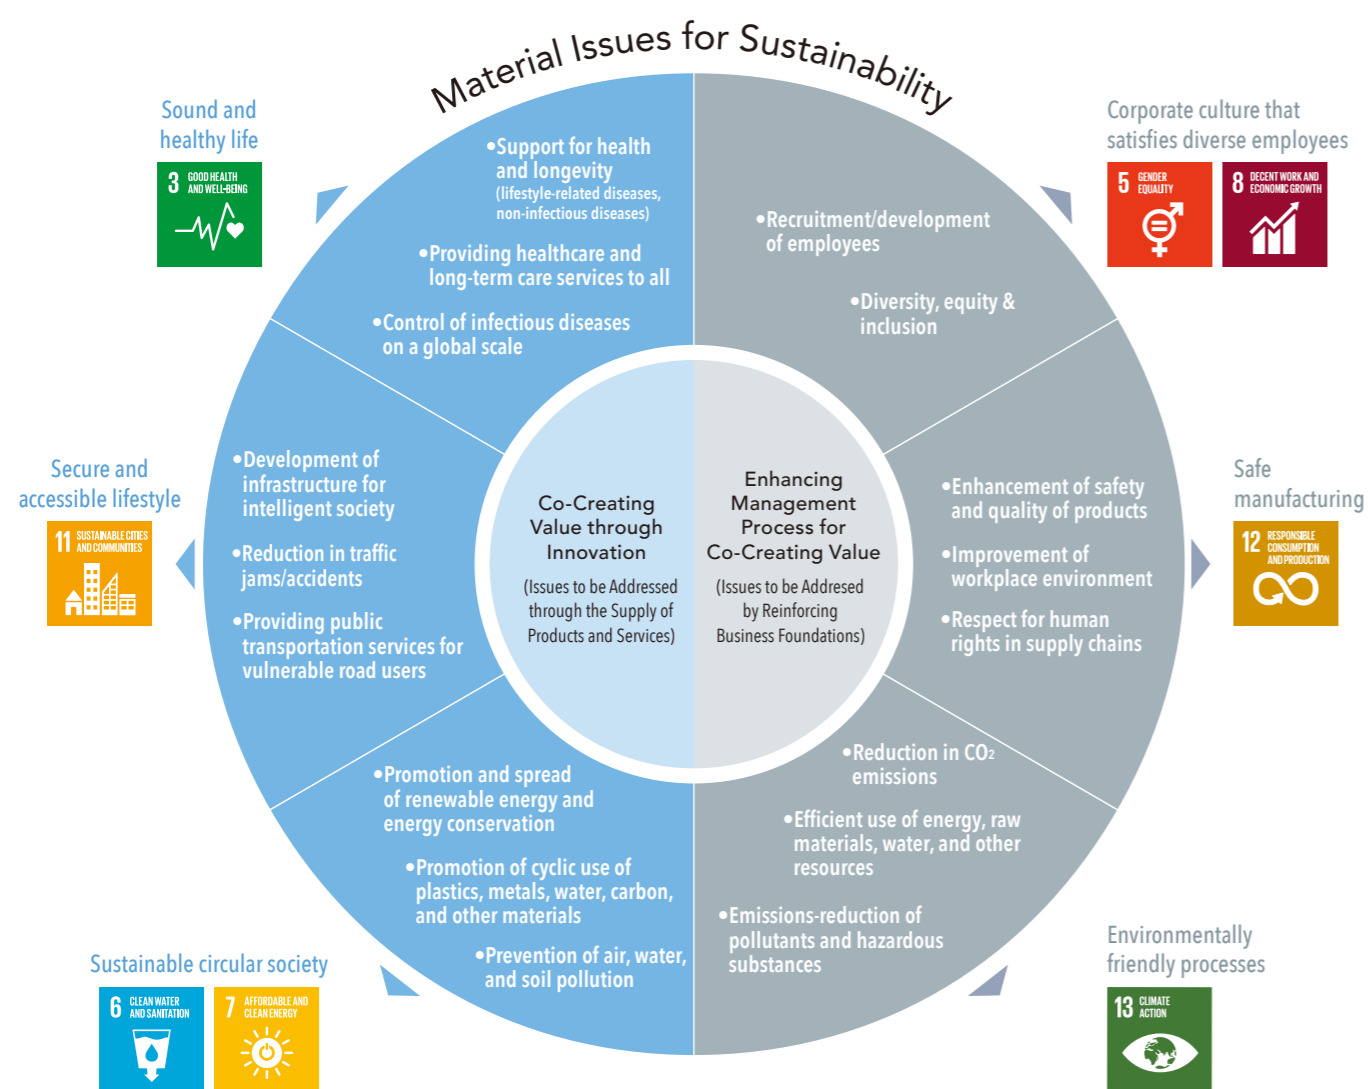 Material Issues for Sustainability
Sound and
healthy life
3 GOOD HEALTH
AND WELL-BEING
•Support for health
and longevity
(lifestyle-related diseases,
non-infectious diseases)
•Providing healthcare and
long-term care services to all
•Control of infectious diseases
on a global scale
Corporate culture that
satisfies diverse employees
5 GENDER
EQUALITY
8 DECENT WORK AND
ECONOMIC GROWTH
•Recruitment/development
of employees
•Diversity, equity &
inclusion
Secure and
accessible lifestyle
11 SUSTAINABLE CITIES
AND COMMUNITIES
•Development of
infrastructure for
intelligent society
•Reduction in traffic
jams/accidents
•Providing public
transportation services for
vulnerable road users
Co-Creating
Value through
Innovation
(Issues to be Addressed
through the Supply of
Products and Services)
Enhancing
Management
Process for
Co-Creating Value
(Issues to be Addresed
by Reinforcing
Business Foundations)
•Enhancement of safety
and quality of products
•Improvement of
workplace environment
•Respect for human
rights in supply chains
Safe
manufacturing
12 RESPONSIBLE
CONSUMPTION
AND PRODUCTION
•Promotion and spread
of renewable energy and
energy conservation
•Promotion of cyclic use of
plastics, metals, water, carbon,
and other materials
•Prevention of air, water,
and soil pollution
Sustainable circular society
6 CLEAN WATER
AND SANITATION
7 AFFORDABLE AND
CLEAN ENERGY
•Reduction in CO2
emissions
•Efficient use of energy, raw
materials, water, and other
resources
•Emissions-reduction of
pollutants and hazardous
substances
Environmentally
friendly processes
13 CLIMATE
ACTION